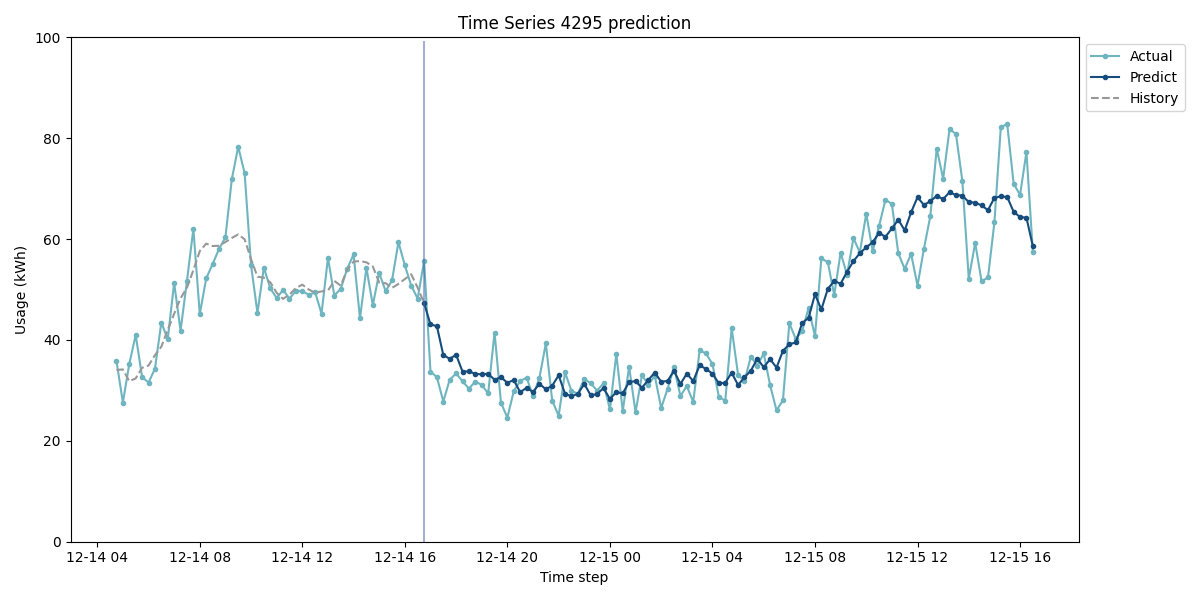 Time Series 4295 prediction
100
80
60
40
20
0
Usage (kWh)
12-14 04
12-14 08
12-14 12
12-14 16
12-14 20
12-15 00
12-15 04
12-15 08
12-15 12
12-15 16
Time step
Actual
Predict
History